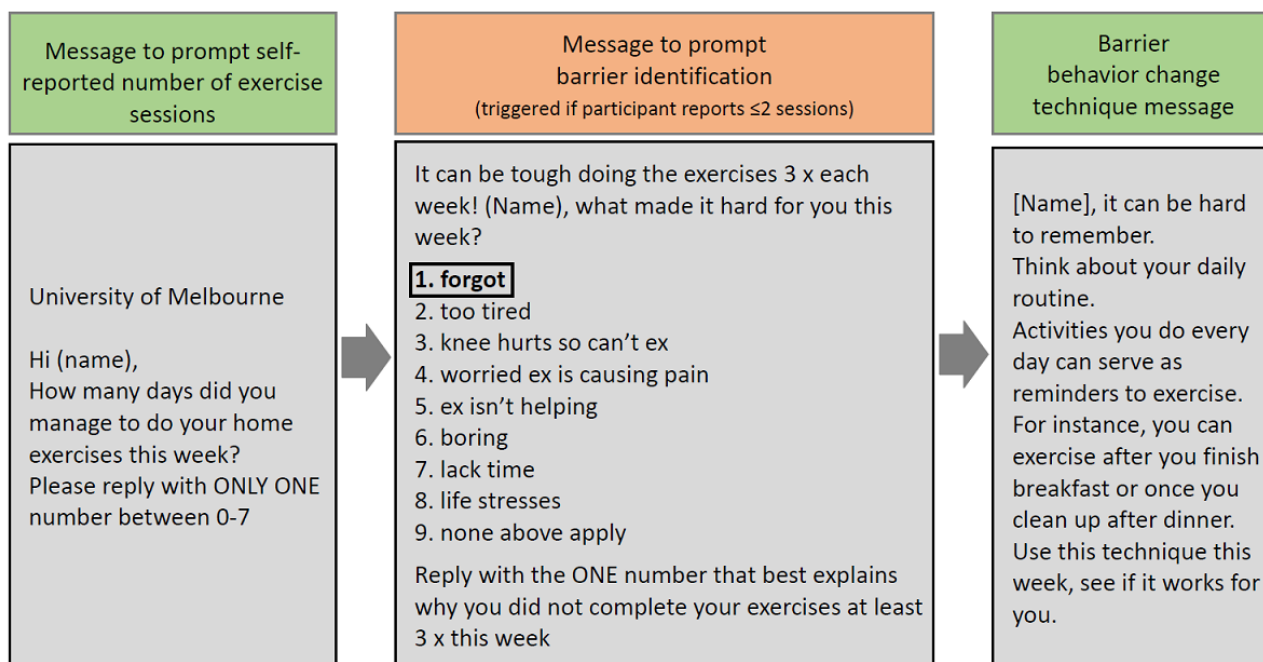 Message to prompt self-
reported number of exercise
sessions
University of Melbourne
Hi (name),
How many days did you
manage to do your home
exercises this week?
Please reply with ONLY ONE
number between 0-7
Message to prompt
barrier identification
(triggered if participant reports ≤2 sessions)
It can be tough doing the exercises 3 x each
week! (Name), what made it hard for you this
week?
1. forgot
2. too tired
3. knee hurts so can't ex
4. worried ex is causing pain
5. ex isn't helping
6. boring
7. lack time
8. life stresses
9. none above apply
Reply with the ONE number that best explains
why you did not complete your exercises at least
3 x this week
Barrier
behavior change
technique message
[Name], it can be hard
to remember.
Think about your daily
routine.
Activities you do every
day can serve as
reminders to exercise.
For instance, you can
exercise after you finish
breakfast or once you
clean up after dinner.
Use this technique this
week, see if it works for
you.